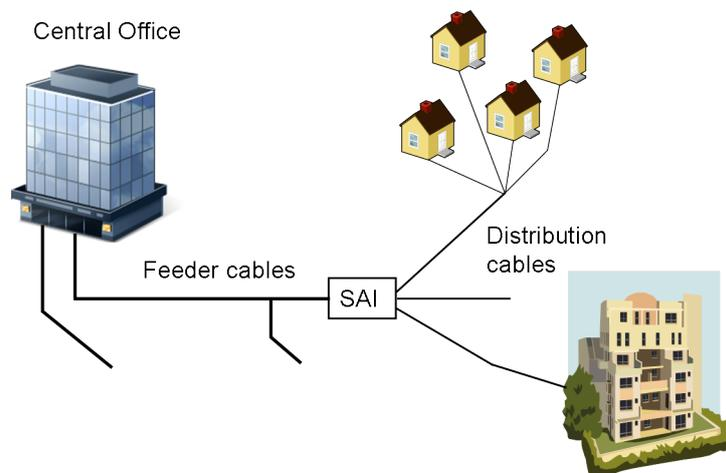 Central Office
Feeder cables
SAI
Distribution
cables